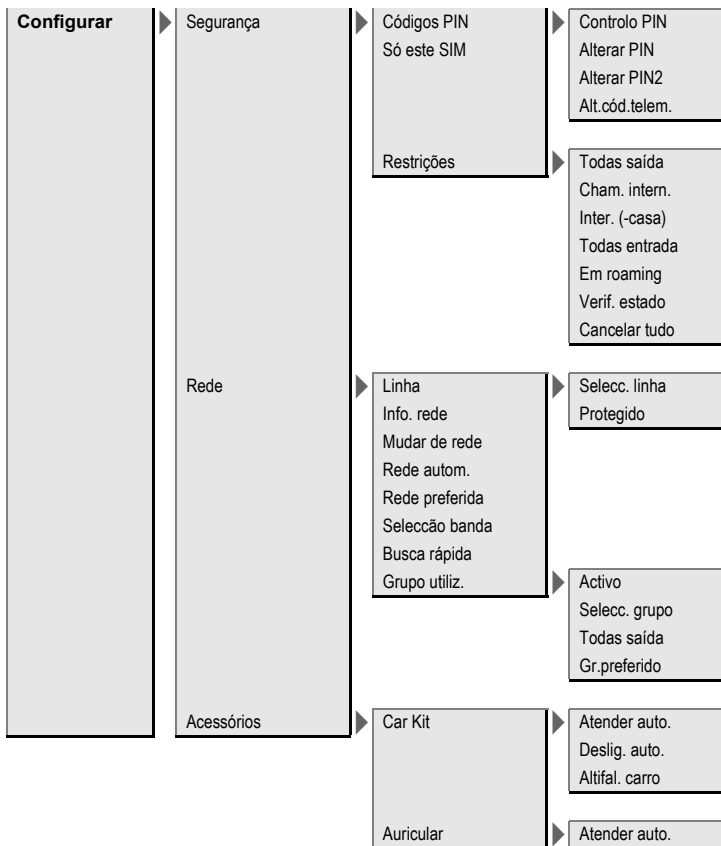 Configurar
Segurança
Códigos PIN
Controlo PIN
Alterar PIN
Alterar PIN2
Alt.cód.telem.
Só este SIM
Restrições
Todas saída
Cham. intern.
Inter. (-casa)
Todas entrada
Em roaming
Verif. estado
Cancelar tudo
Rede
Linha
Selecc. linha
Protegido
Info. rede
Mudar de rede
Rede autom.
Rede preferida
Seleccão banda
Busca rápida
Grupo utiliz.
Activo
Selecc. grupo
Todas saída
Gr.preferido
Acessórios
Car Kit
Atender auto.
Deslig. auto.
Altifal. carro
Auricular
Atender auto.